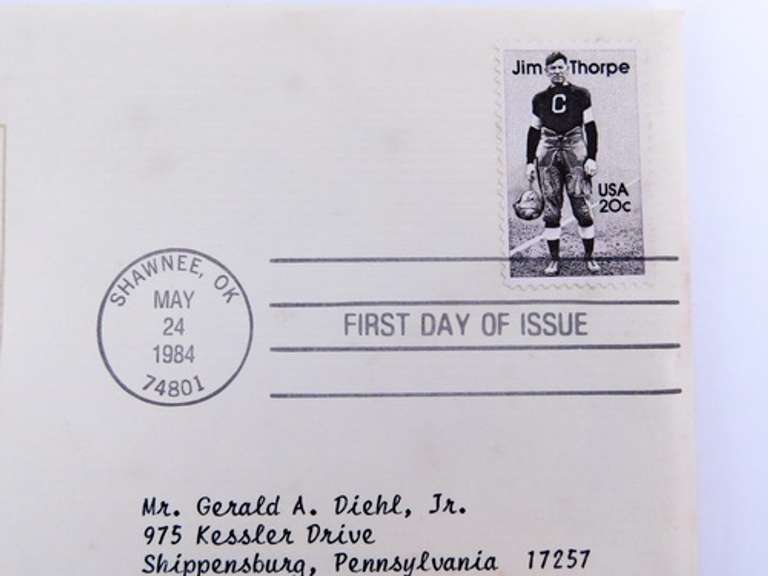 Jim Thorpe
C
USA
20c
SHAWNEE, OK
MAY
24
1984
74801
FIRST DAY OF ISSUE
Mr. Gerald A. Diehl, Jr.
975 Kessler Drive
Shippensburg, Pennsylvania 17257